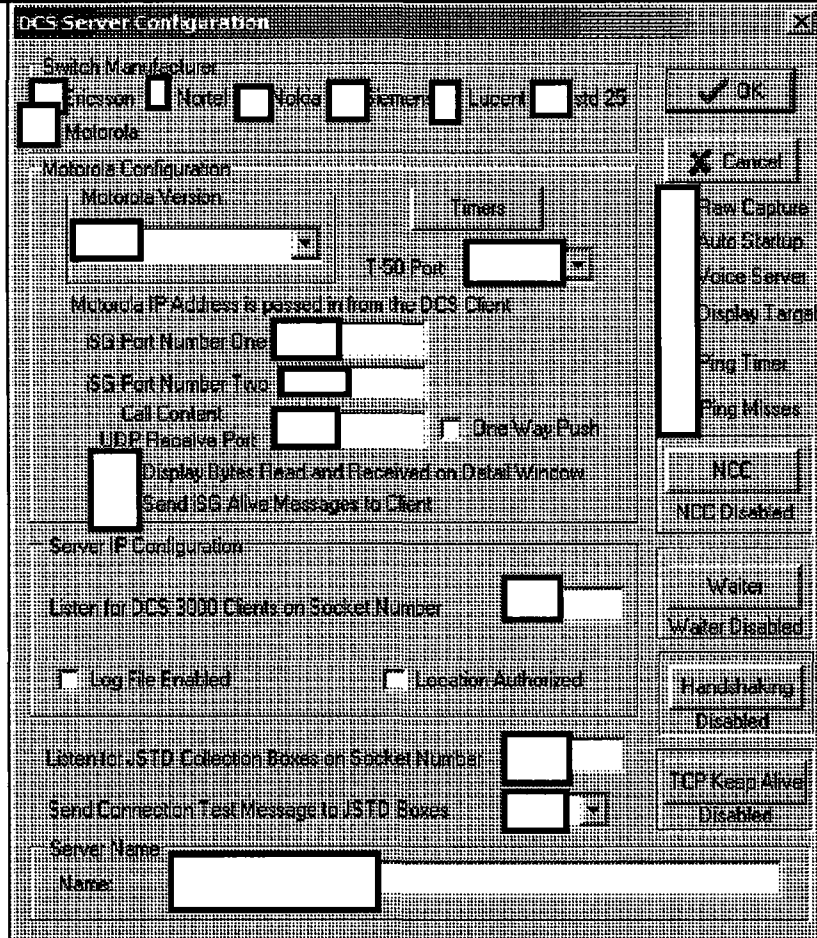 DCS Server Configuration
Switch Manufacturer
Ericsson Nortel Nokia Siemens Lucent std 25
Motorola
OK
Cancel
Motorola Configuration
Motorola Version
Timers
T-50 Port
Motorola IP Address is passed in from the DCS Client
ISG Port Number One
ISG Port Number Two
Call Content
UDP Receive Port
One Way Push
Display Bytes Read and Received on Detail Window
Send ISG Alive Messages to Client
Raw Capture
Auto Startup
Voice Server
Display Target
Ping Timer
Ping Misses
NCC
NCC Disabled
Server IP Configuration
Listen for DCS 3000 Clients on Socket Number
Log File Enabled
Location Authorized
Waiter
Waiter Disabled
Handshaking
Disabled
Listen for JSTD Collection Boxes on Socket Number
Send Connection Test Message to JSTD Boxes
TCP Keep Alive
Disabled
Server Name
Name: